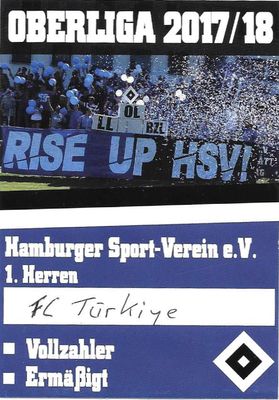 OBERLIGA 2017/18
OL
LL
BZL
RISE UP HSV!
Hamburger Sport-Verein e.V.
1. Herren
FC Türkiye
Vollzahler
Ermäßigt